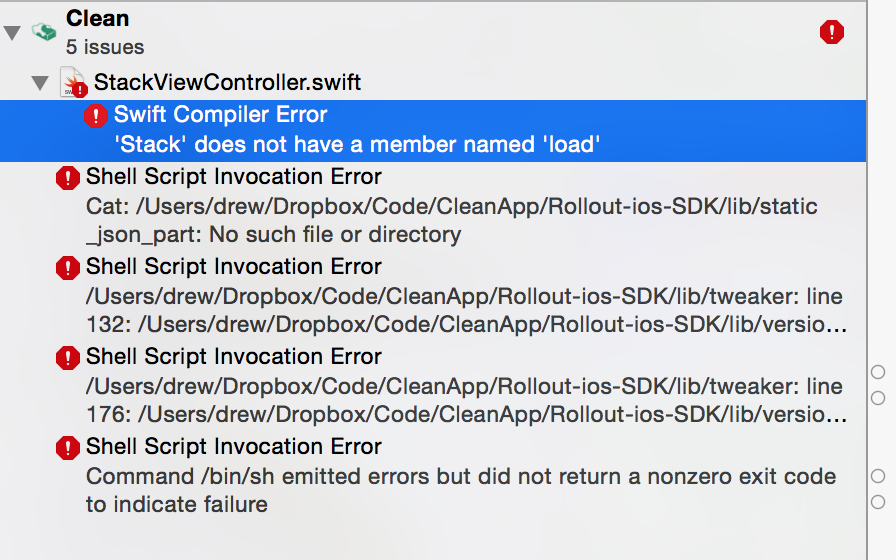 Clean
5 issues
StackViewController.swift
Swift Compiler Error
'Stack' does not have a member named 'load'
Shell Script Invocation Error
Cat: /Users/drew/Dropbox/Code/CleanApp/Rollout-ios-SDK/lib/static
_json_part: No such file or directory
Shell Script Invocation Error
/Users/drew/Dropbox/Code/CleanApp/Rollout-ios-SDK/lib/tweaker: line
132: /Users/drew/Dropbox/Code/CleanApp/Rollout-ios-SDK/lib/versio...
Shell Script Invocation Error
/Users/drew/Dropbox/Code/CleanApp/Rollout-ios-SDK/lib/tweaker: line
176: /Users/drew/Dropbox/Code/CleanApp/Rollout-ios-SDK/lib/versio...
Shell Script Invocation Error
Command /bin/sh emitted errors but did not return a nonzero exit code
to indicate failure